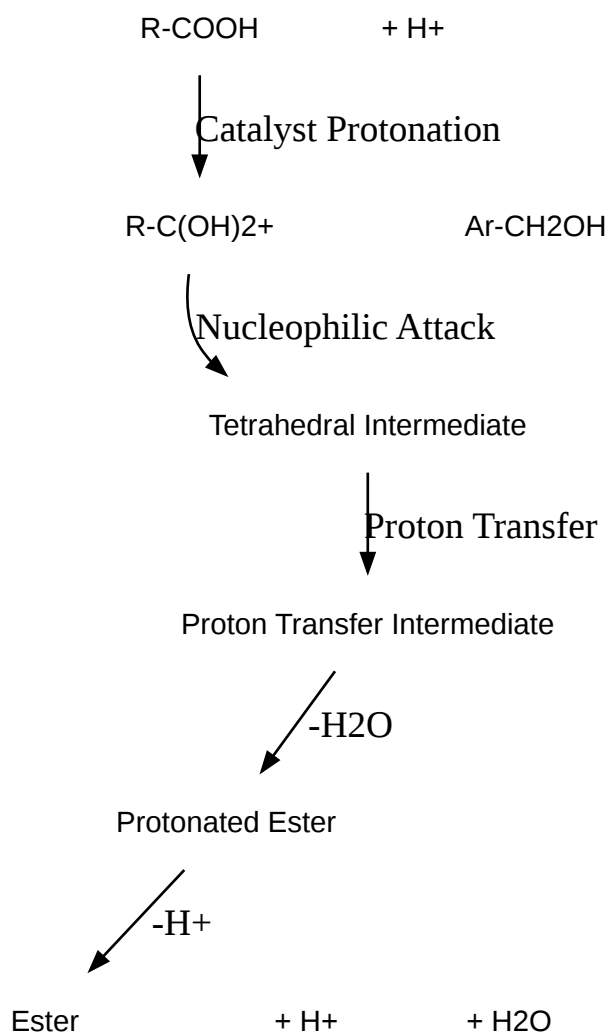 R-COOH + H+
Catalyst Protonation
R-C(OH)2+ Ar-CH2OH
Nucleophilic Attack
Tetrahedral Intermediate
Proton Transfer
Proton Transfer Intermediate
-H2O
Protonated Ester
-H+
Ester + H+ + H2O